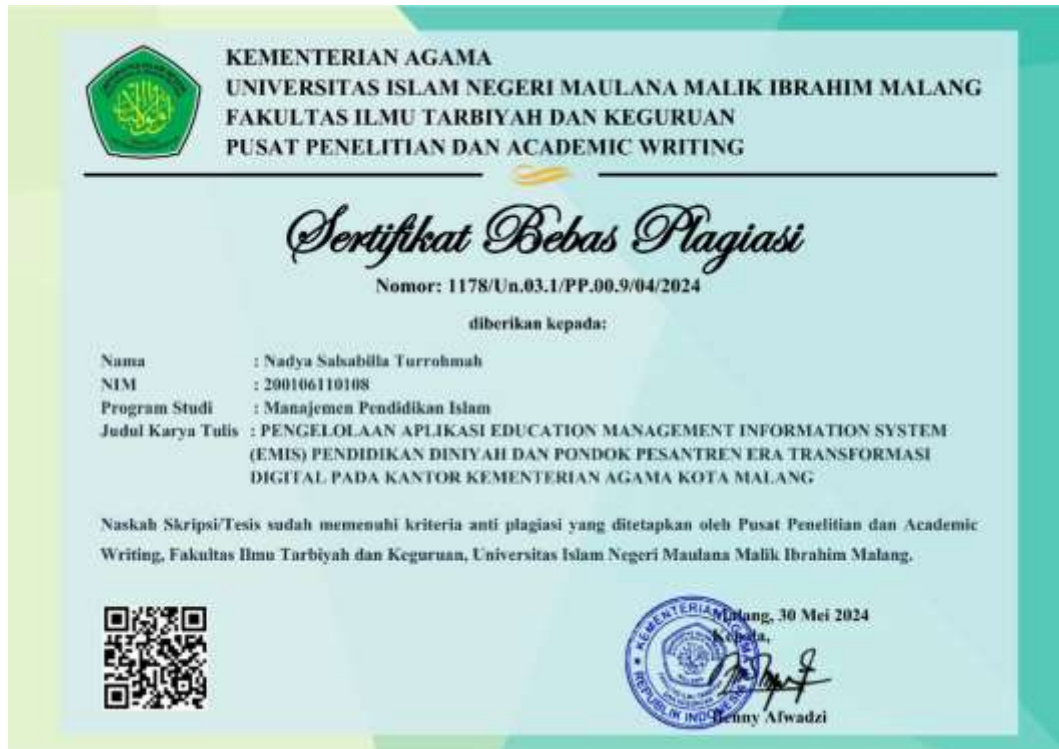 KEMENTERIAN AGAMA
UNIVERSITAS ISLAM NEGERI MAULANA MALIK IBRAHIM MALANG
FAKULTAS ILMU TARBIYAH DAN KEGURUAN
PUSAT PENELITIAN DAN ACADEMIC WRITING
Sertifikat Bebas Plagiasi
Nomor: 1178/Un.03.1/PP.00.9/04/2024
diberikan kepada:
Nama : Nadya Salsabilla Turrohmah
NIM : 200106110108
Program Studi : Manajemen Pendidikan Islam
Judul Karya Tulis : PENGELOLAAN APLIKASI EDUCATION MANAGEMENT INFORMATION SYSTEM
(EMIS) PENDIDIKAN DINIYAH DAN PONDOK PESANTREN ERA TRANSFORMASI
DIGITAL PADA KANTOR KEMENTERIAN AGAMA KOTA MALANG
Naskah Skripsi/Tesis sudah memenuhi kriteria anti plagiasi yang ditetapkan oleh Pusat Penelitian dan Academic
Writing, Fakultas Ilmu Tarbiyah dan Keguruan, Universitas Islam Negeri Maulana Malik Ibrahim Malang.
Malang, 30 Mei 2024
Kepala,
KEMENTERIAN AGAMA
REPUBLIK INDONESIA
Benny Afwadzi